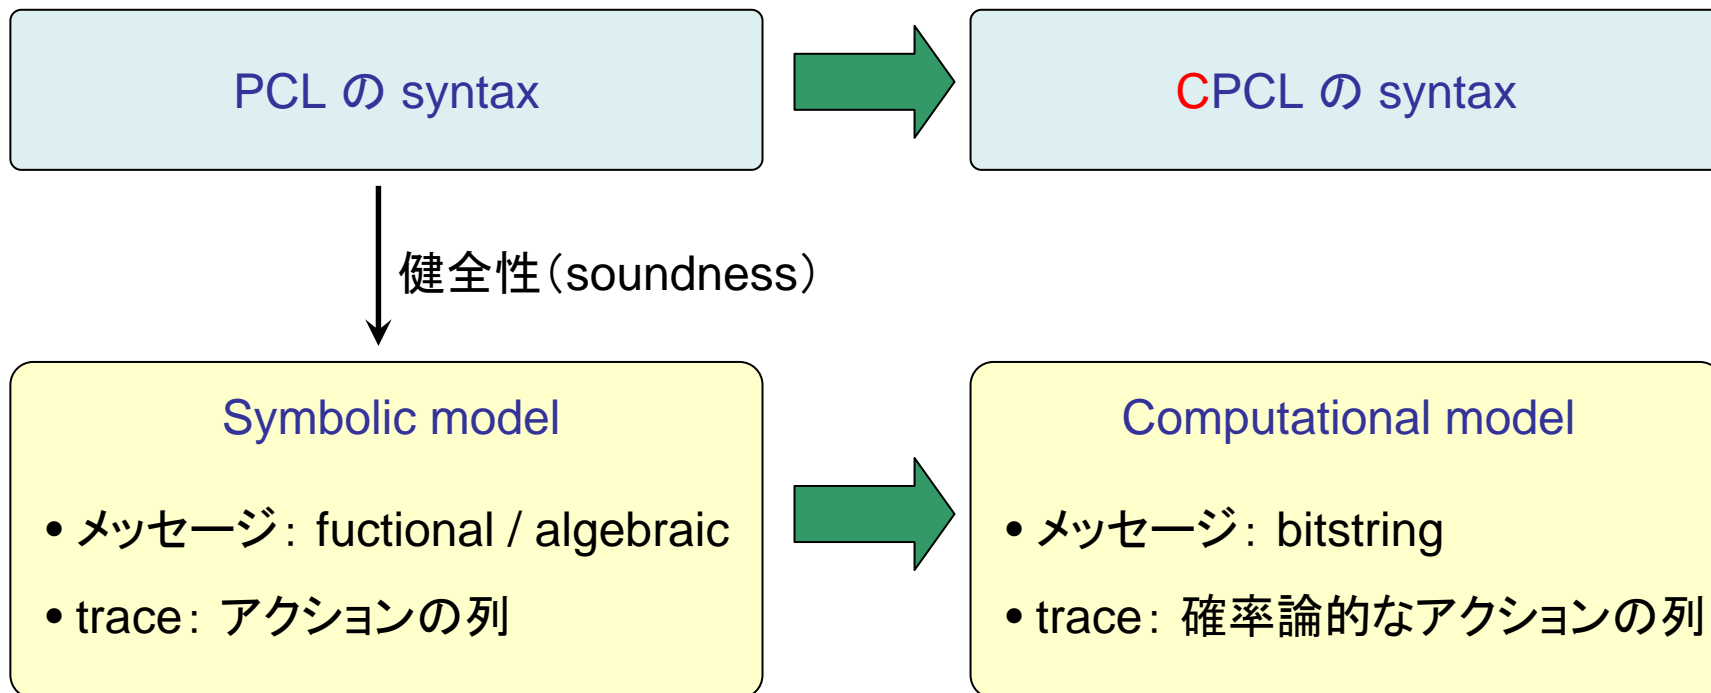 PCL の syntax
CPCL の syntax
健全性（soundness）
Symbolic model
• メッセージ： fuctional / algebraic
• trace： アクションの列
Computational model
• メッセージ： bitstring
• trace： 確率論的なアクションの列